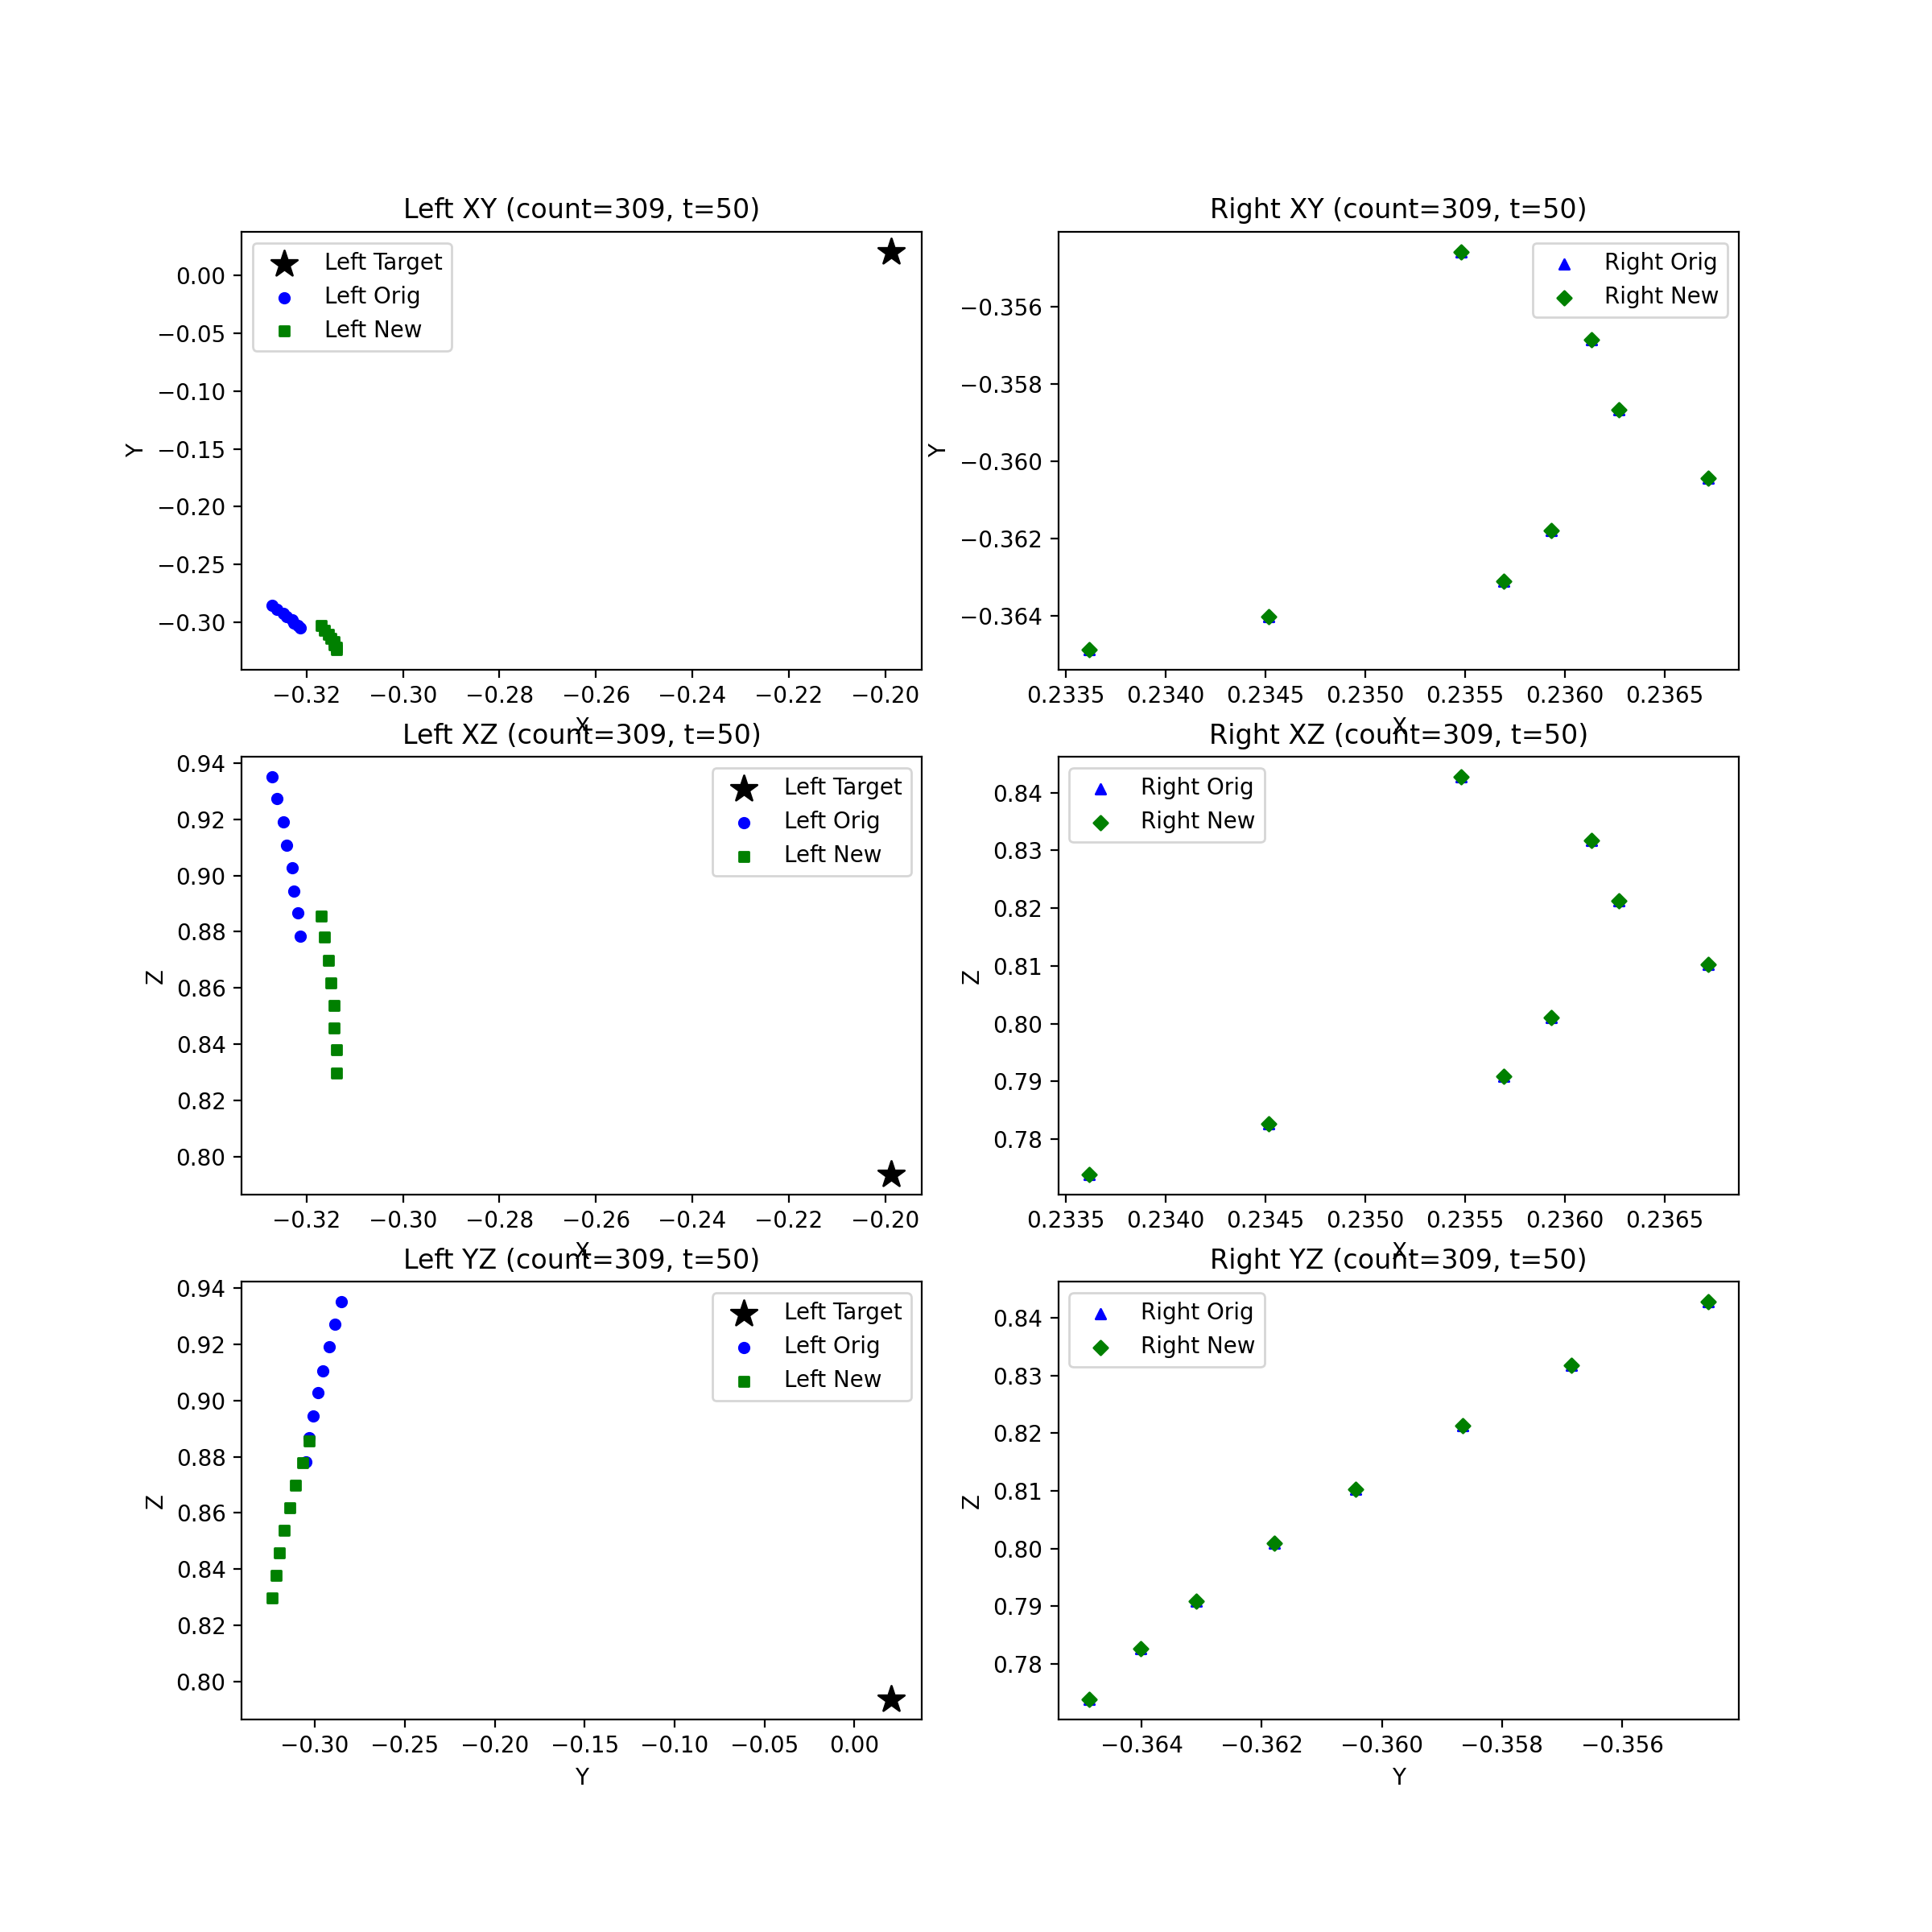 Left XY (count=309, t=50)
Left Target
Left Orig
Left New
0.00
−0.05
−0.10
−0.15
−0.20
−0.25
−0.30
Y
−0.32 −0.30 −0.28 −0.26 −0.24 −0.22 −0.20
X
Right XY (count=309, t=50)
Right Orig
Right New
−0.356
−0.358
−0.360
−0.362
−0.364
Y
0.2335 0.2340 0.2345 0.2350 0.2355 0.2360 0.2365
X
Left XZ (count=309, t=50)
Left Target
Left Orig
Left New
0.94
0.92
0.90
0.88
0.86
0.84
0.82
0.80
Z
−0.32 −0.30 −0.28 −0.26 −0.24 −0.22 −0.20
X
Right XZ (count=309, t=50)
Right Orig
Right New
0.84
0.83
0.82
0.81
0.80
0.79
0.78
Z
0.2335 0.2340 0.2345 0.2350 0.2355 0.2360 0.2365
X
Left YZ (count=309, t=50)
Left Target
Left Orig
Left New
0.94
0.92
0.90
0.88
0.86
0.84
0.82
0.80
Z
−0.30 −0.25 −0.20 −0.15 −0.10 −0.05 0.00
Y
Right YZ (count=309, t=50)
Right Orig
Right New
0.84
0.83
0.82
0.81
0.80
0.79
0.78
Z
−0.364 −0.362 −0.360 −0.358 −0.356
Y